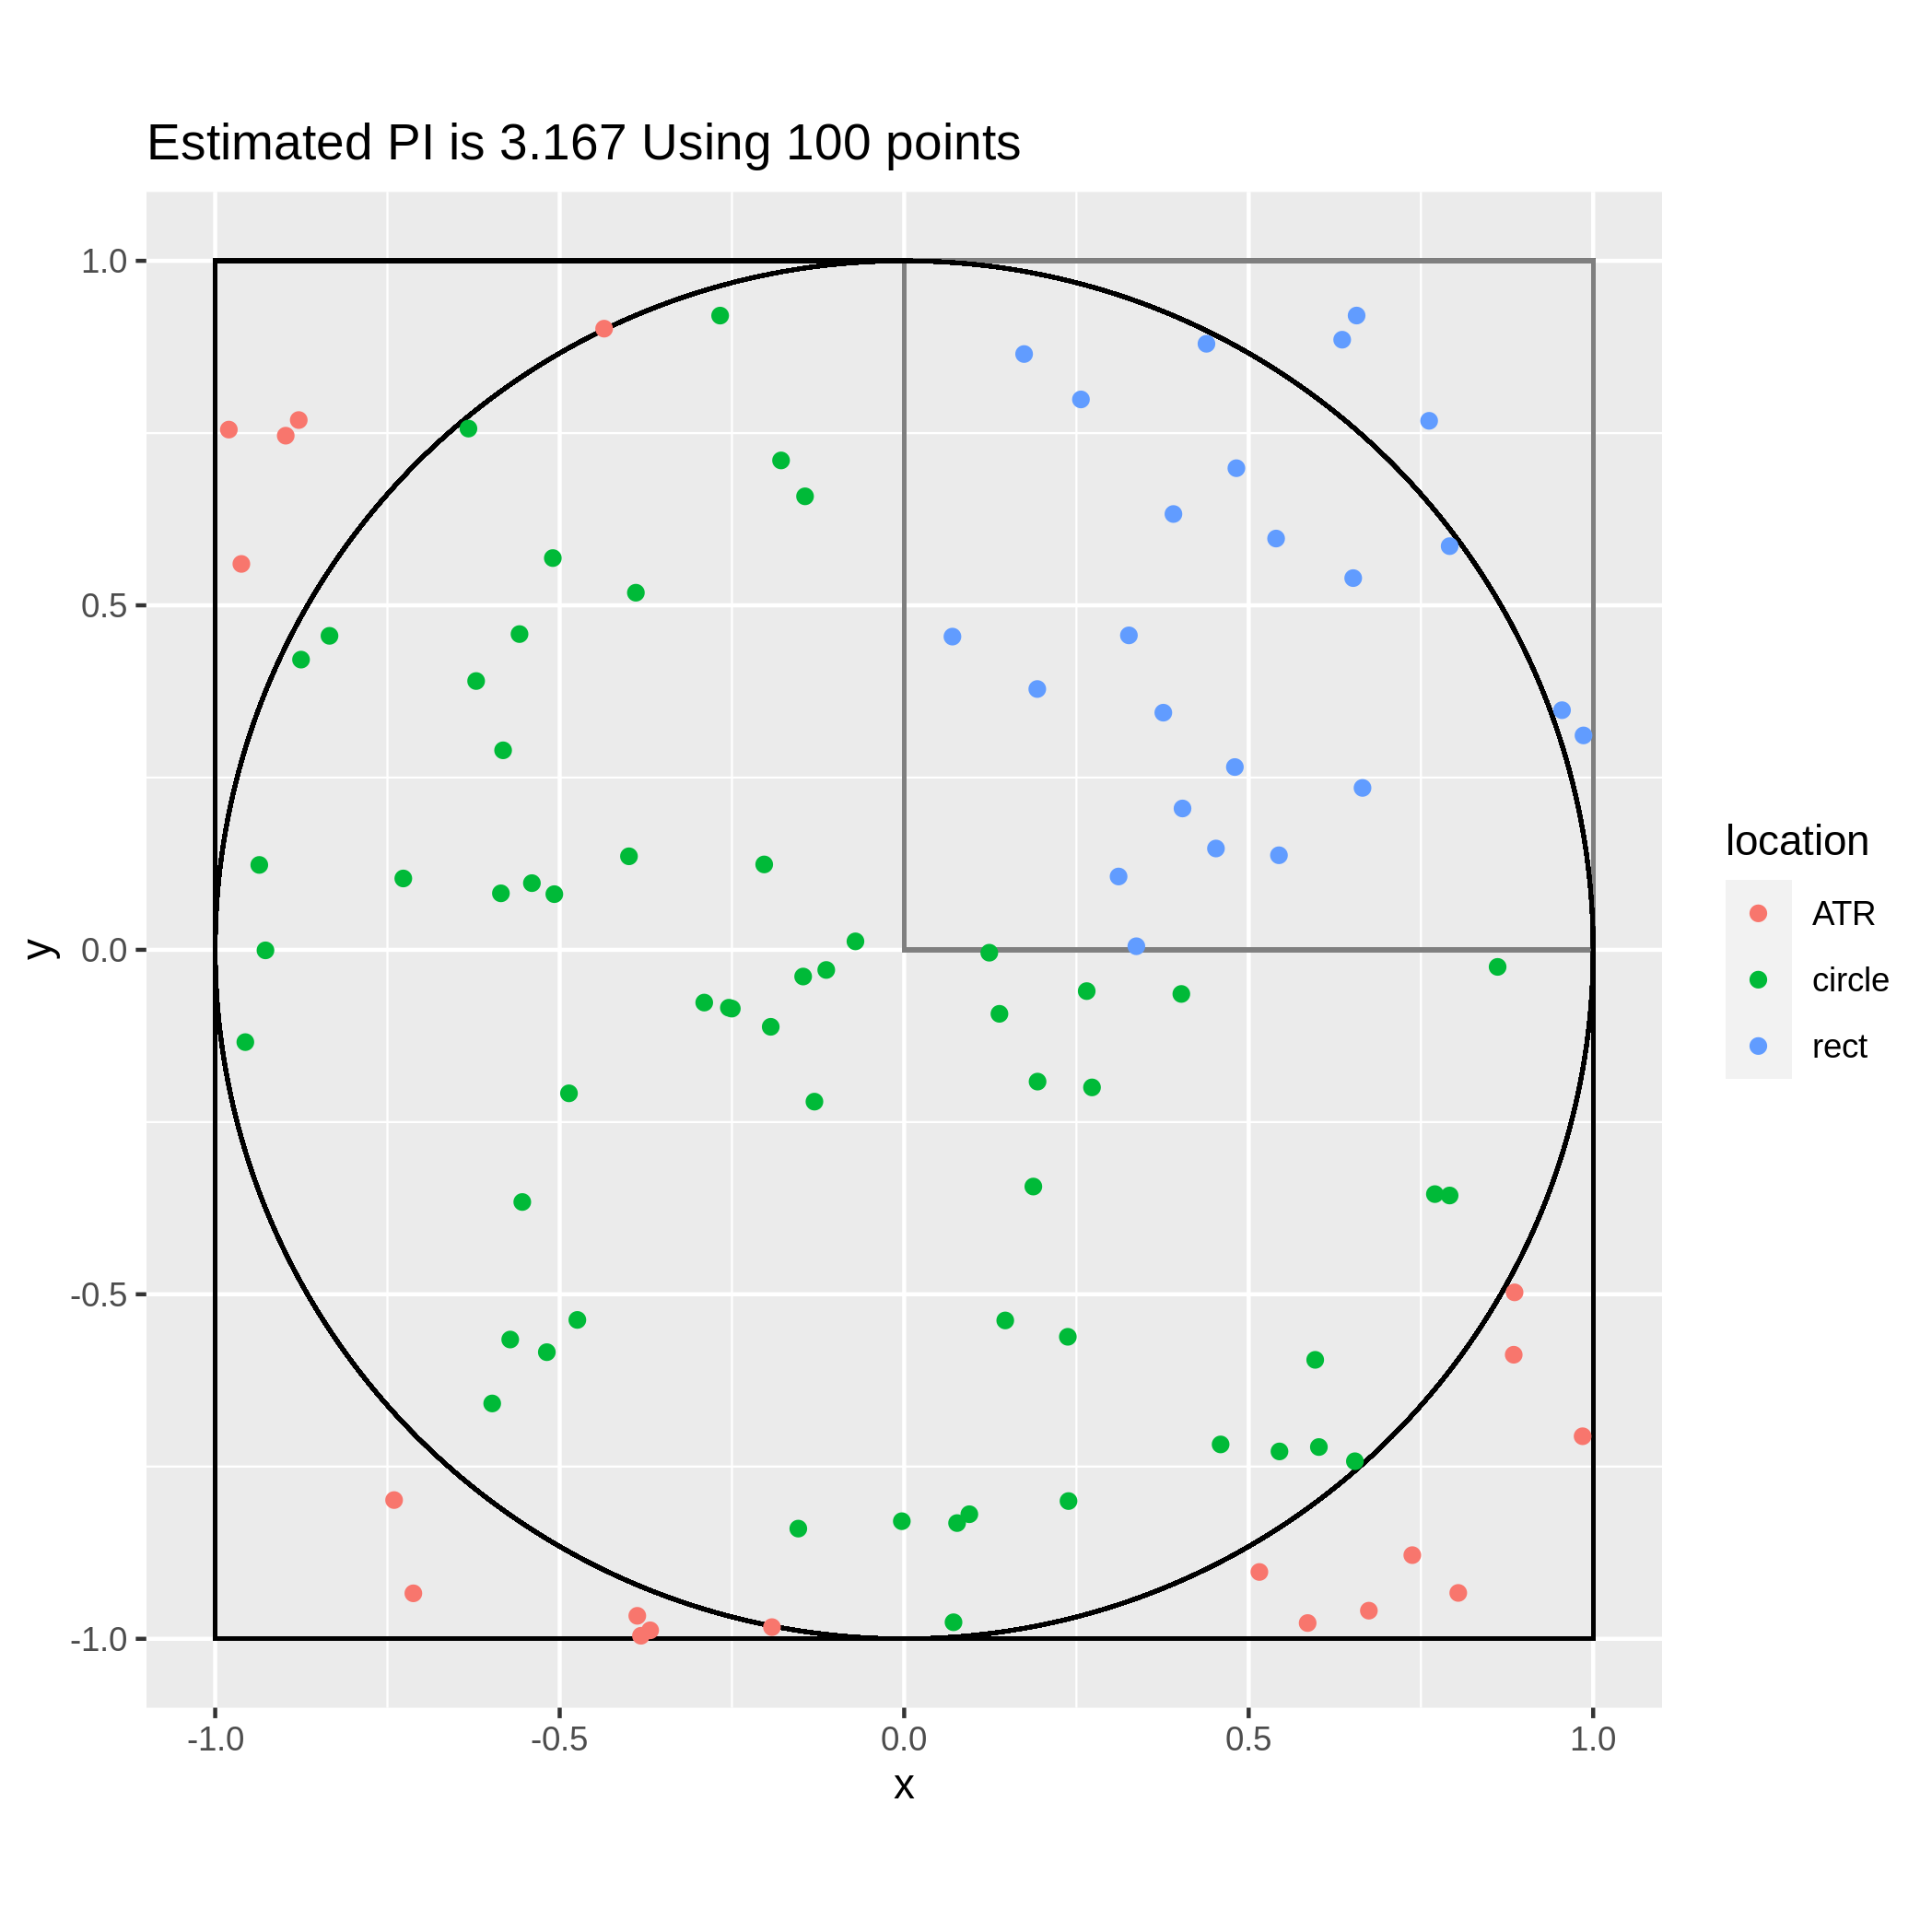 Estimated PI is 3.167 Using 100 points
1.0
0.5
0.0
-0.5
-1.0
y
-1.0 -0.5 0.0 0.5 1.0
x
location
ATR
circle
rect